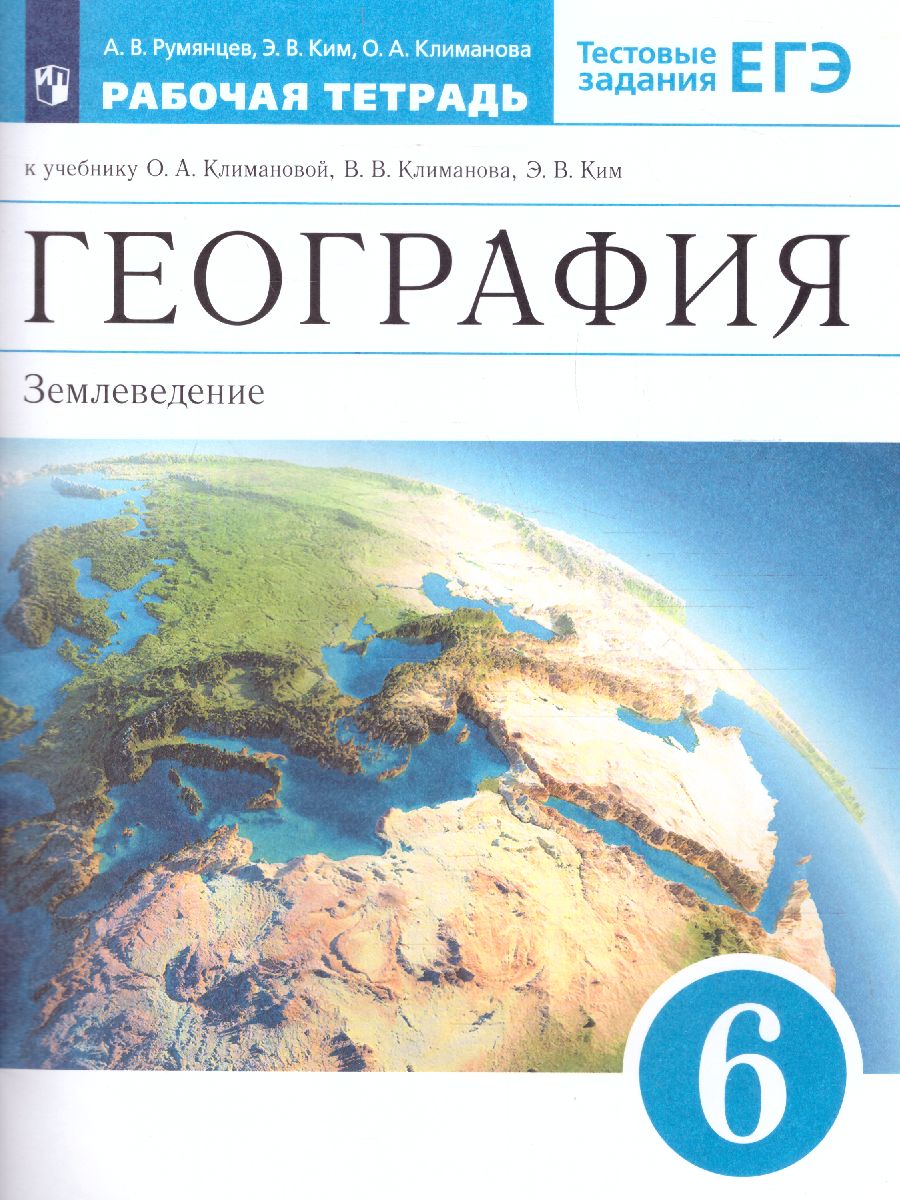 А. В. Румянцев, Э. В. Ким, О. А. Климанова
РАБОЧАЯ ТЕТРАДЬ
Тестовые
задания ЕГЭ
к учебнику О. А. Климановой, В. В. Климанова, Э. В. Ким
ГЕОГРАФИЯ
Землеведение
6